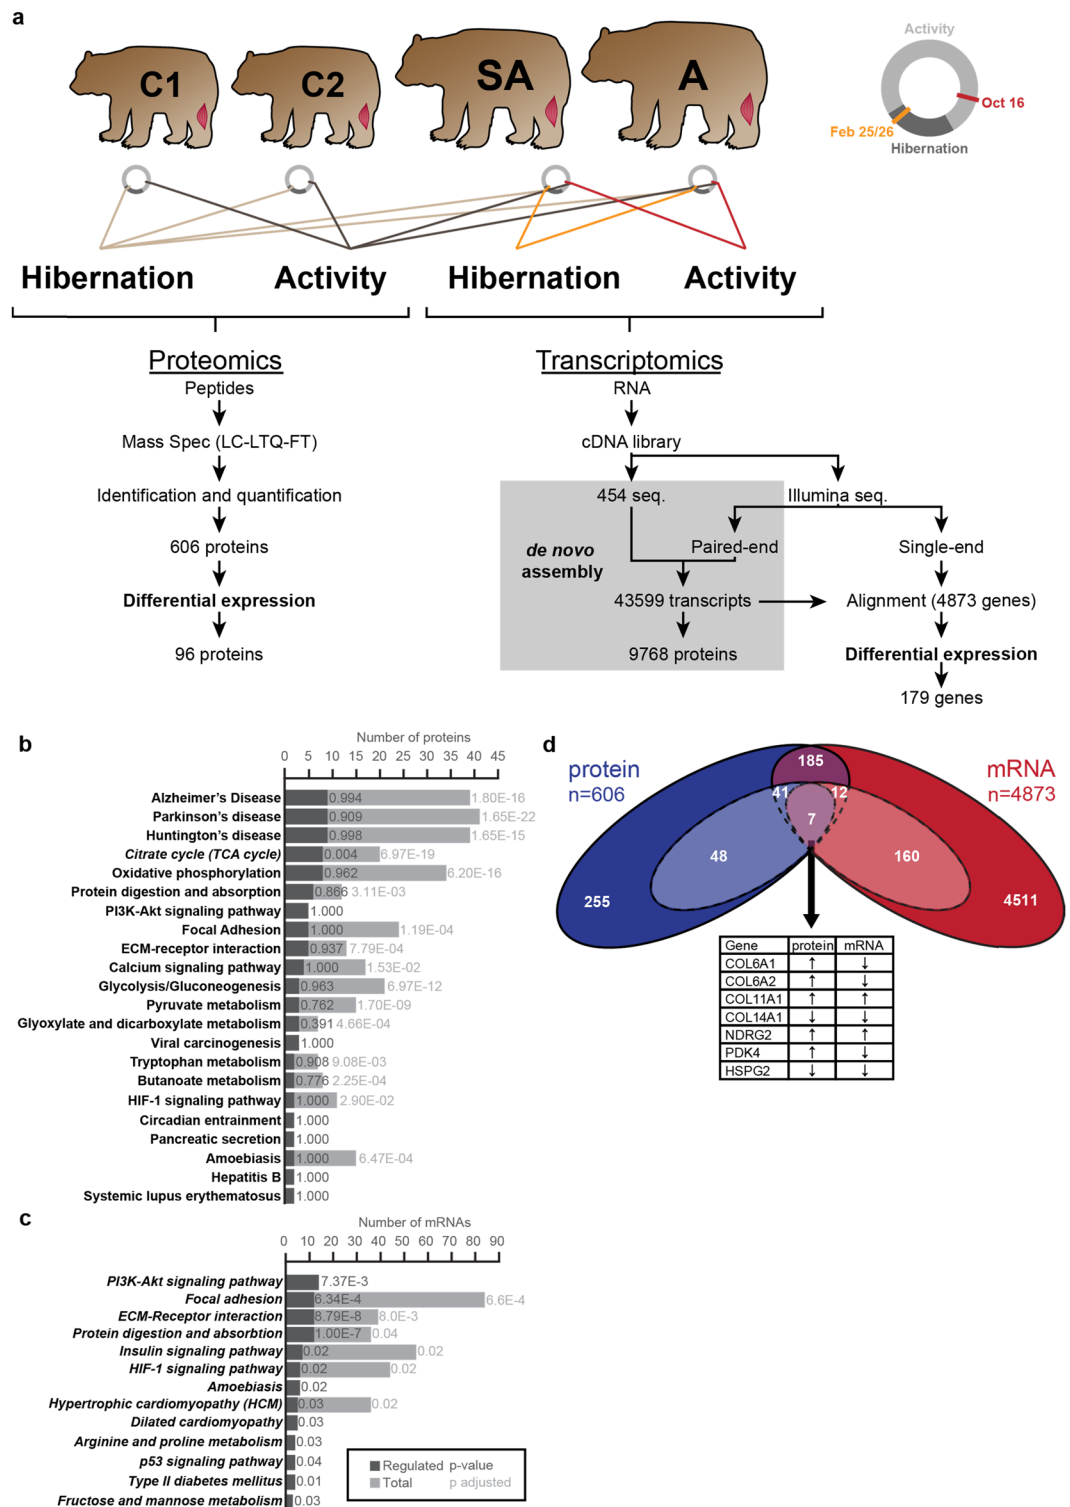 a
C1 C2 SA A
Activity
Oct 16
Feb 25/26
Hibernation
Hibernation Activity Hibernation Activity
Proteomics
Peptides
Mass Spec (LC-LTQ-FT)
Identification and quantification
606 proteins
Differential expression
96 proteins
Transcriptomics
RNA
cDNA library
454 seq. Illumina seq.
de novo
assembly
Paired-end Single-end
43599 transcripts Alignment (4873 genes)
9768 proteins Differential expression
179 genes
b
Number of proteins
0 5 10 15 20 25 30 35 40 45
Alzheimer's Disease 0.994 1.80E-16
Parkinson's disease 0.909 1.65E-22
Huntington's disease 0.998 1.65E-15
Citrate cycle (TCA cycle) 0.004 6.97E-19
Oxidative phosphorylation 0.962 6.20E-16
Protein digestion and absorption 0.866 3.11E-03
PI3K-Akt signaling pathway 1.000
Focal Adhesion 1.000 1.19E-04
ECM-receptor interaction 0.937 7.79E-04
Calcium signaling pathway 1.000 1.53E-02
Glycolysis/Gluconeogenesis 0.963 6.97E-12
Pyruvate metabolism 0.762 1.70E-09
Glyoxylate and dicarboxylate metabolism 0.391 4.66E-04
Viral carcinogenesis 1.000
Tryptophan metabolism 0.908 9.08E-03
Butanoate metabolism 0.776 2.25E-04
HIF-1 signaling pathway 1.000 2.90E-02
Circadian entrainment 1.000
Pancreatic secretion 1.000
Amoebiasis 1.000 6.47E-04
Hepatitis B 1.000
Systemic lupus erythematosus 1.000
c
Number of mRNAs
0 10 20 30 40 50 60 70 80 90
PI3K-Akt signaling pathway 7.37E-3
Focal adhesion 6.34E-4 6.6E-4
ECM-Receptor interaction 8.79E-8 8.0E-3
Protein digestion and absorbtion 1.00E-7 0.04
Insulin signaling pathway 0.02 0.02
HIF-1 signaling pathway 0.02 0.02
Amoebiasis 0.02
Hypertrophic cardiomyopathy (HCM) 0.03 0.02
Dilated cardiomyopathy 0.03
Arginine and proline metabolism 0.03
p53 signaling pathway 0.04
Type II diabetes mellitus 0.01
Fructose and mannose metabolism 0.03
Regulated p-value
Total p adjusted
d
protein
n=606
mRNA
n=4873
185
41 12
7
48 160
255 4511
Gene protein mRNA
COL6A1 ↑ ↓
COL6A2 ↑ ↓
COL11A1 ↑ ↑
COL14A1 ↓ ↓
NDRG2 ↑ ↑
PDK4 ↑ ↓
HSPG2 ↓ ↓